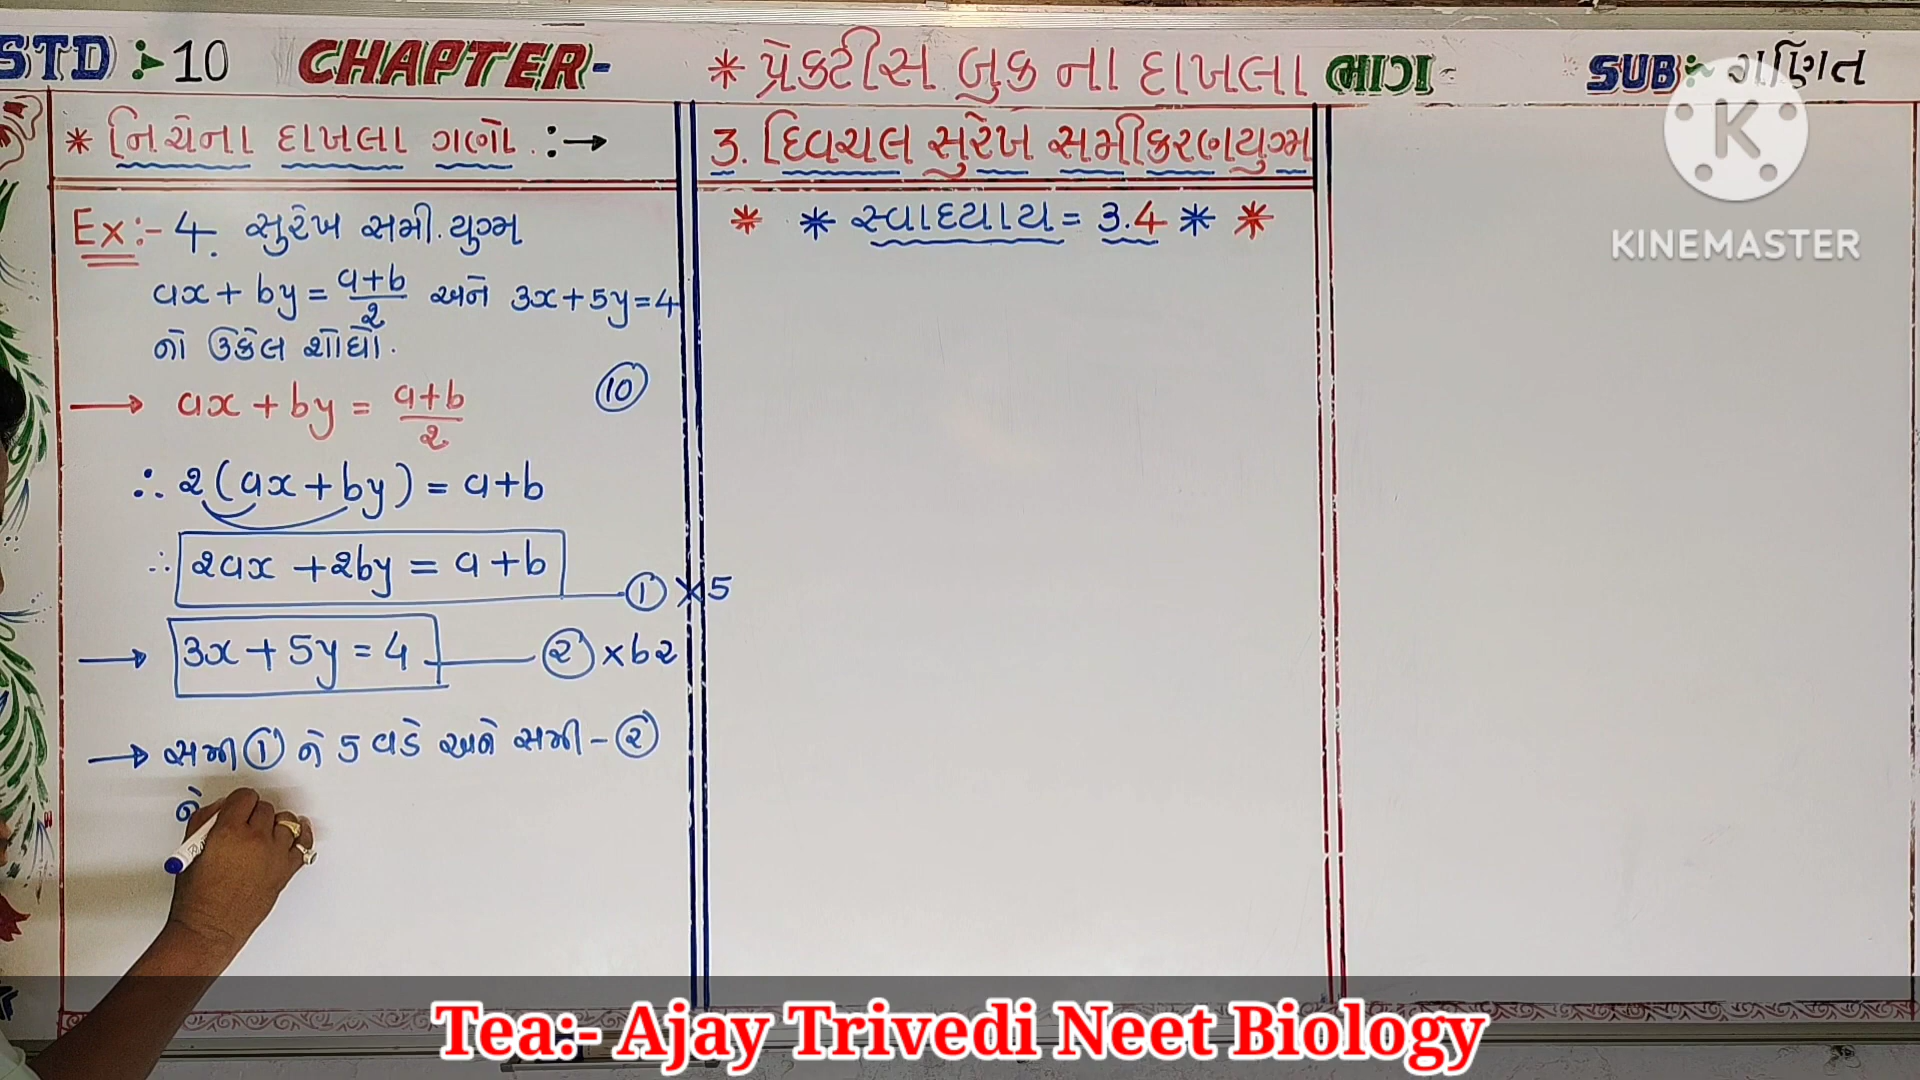 STD :- 10 CHAPTER:- * પ્રેક્ટીસ બુક ના દાખલા ભાગ:- SUB:- ગણિત
* નિચેના દાખલા ગણો :→
Ex:- 4. સુરેખ સમી. યુગ્મ
ax + by = a+b/2 અને 3x + 5y = 4
નો ઉકેલ શોધો.
→ ax + by = a+b/2
10
∴ 2 (ax + by) = a+b
∴ 2ax + 2by = a + b — ① × 5
→ 3x + 5y = 4 — ② × b2
→ સમી ① ને 5 વડે અને સમી - ②
ને
3. દ્વિચલ સુરેખ સમીકરણયુગ્મ
* * સ્વાધ્યાય = 3.4 * *
K
KINEMASTER
Tea:- Ajay Trivedi Neet Biology